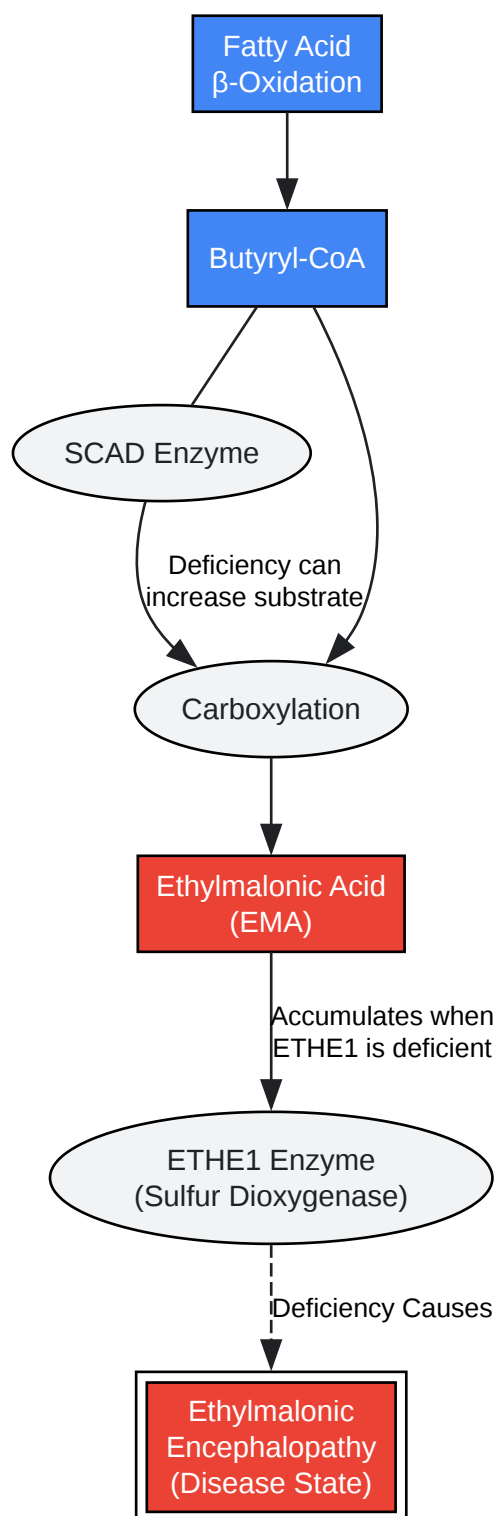 Fatty Acid
β-Oxidation
Butyryl-CoA
SCAD Enzyme
Deficiency can
increase substrate
Carboxylation
Ethylmalonic Acid
(EMA)
Accumulates when
ETHE1 is deficient
ETHE1 Enzyme
(Sulfur Dioxygenase)
Deficiency Causes
Ethylmalonic
Encephalopathy
(Disease State)